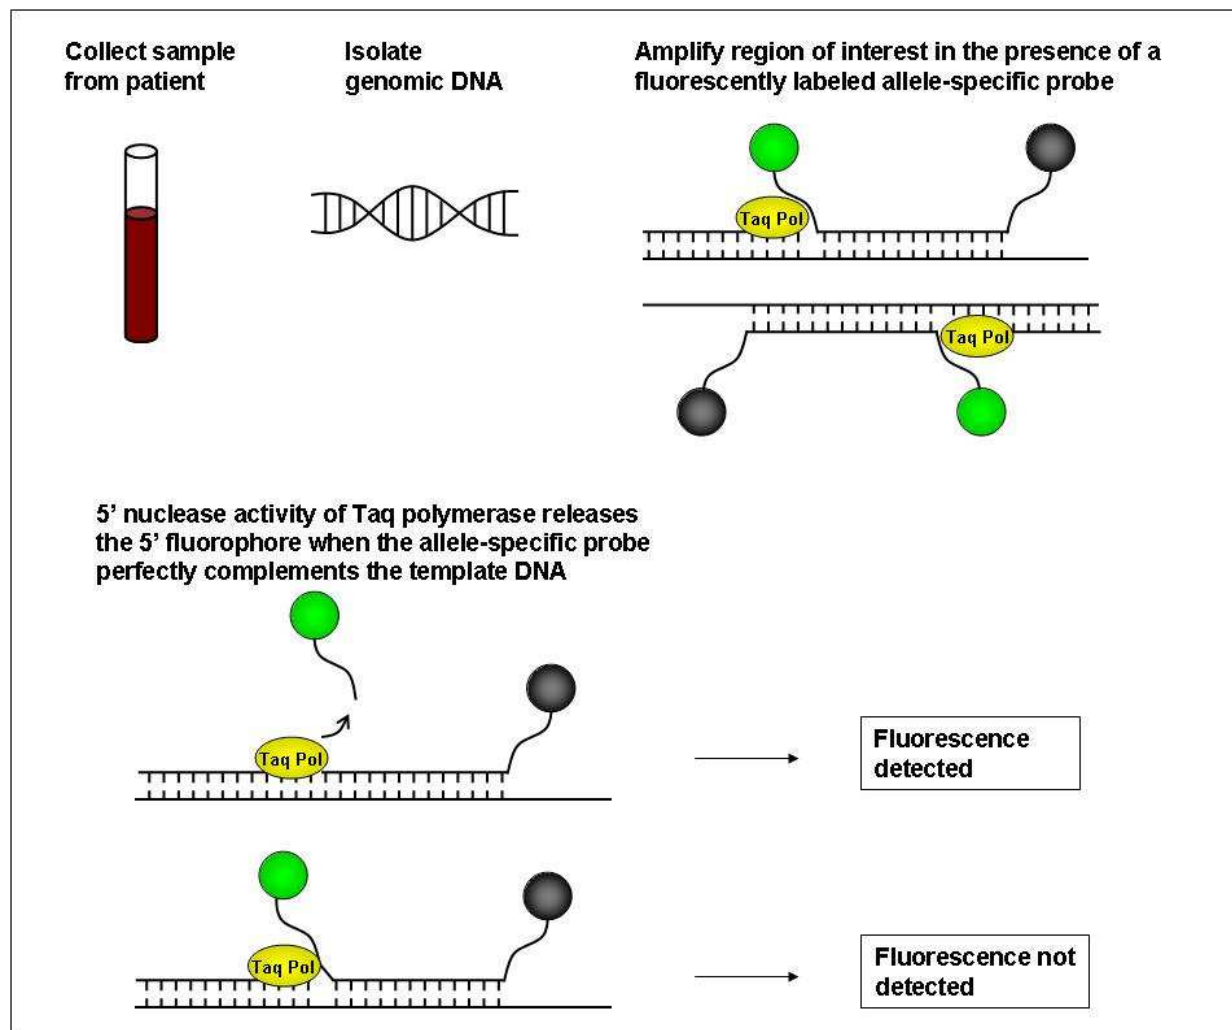 Collect sample
from patient
Isolate
genomic DNA
Amplify region of interest in the presence of a
fluorescently labeled allele-specific probe
Taq Pol
Taq Pol
5’ nuclease activity of Taq polymerase releases
the 5’ fluorophore when the allele-specific probe
perfectly complements the template DNA
Taq Pol
Fluorescence
detected
Taq Pol
Fluorescence not
detected